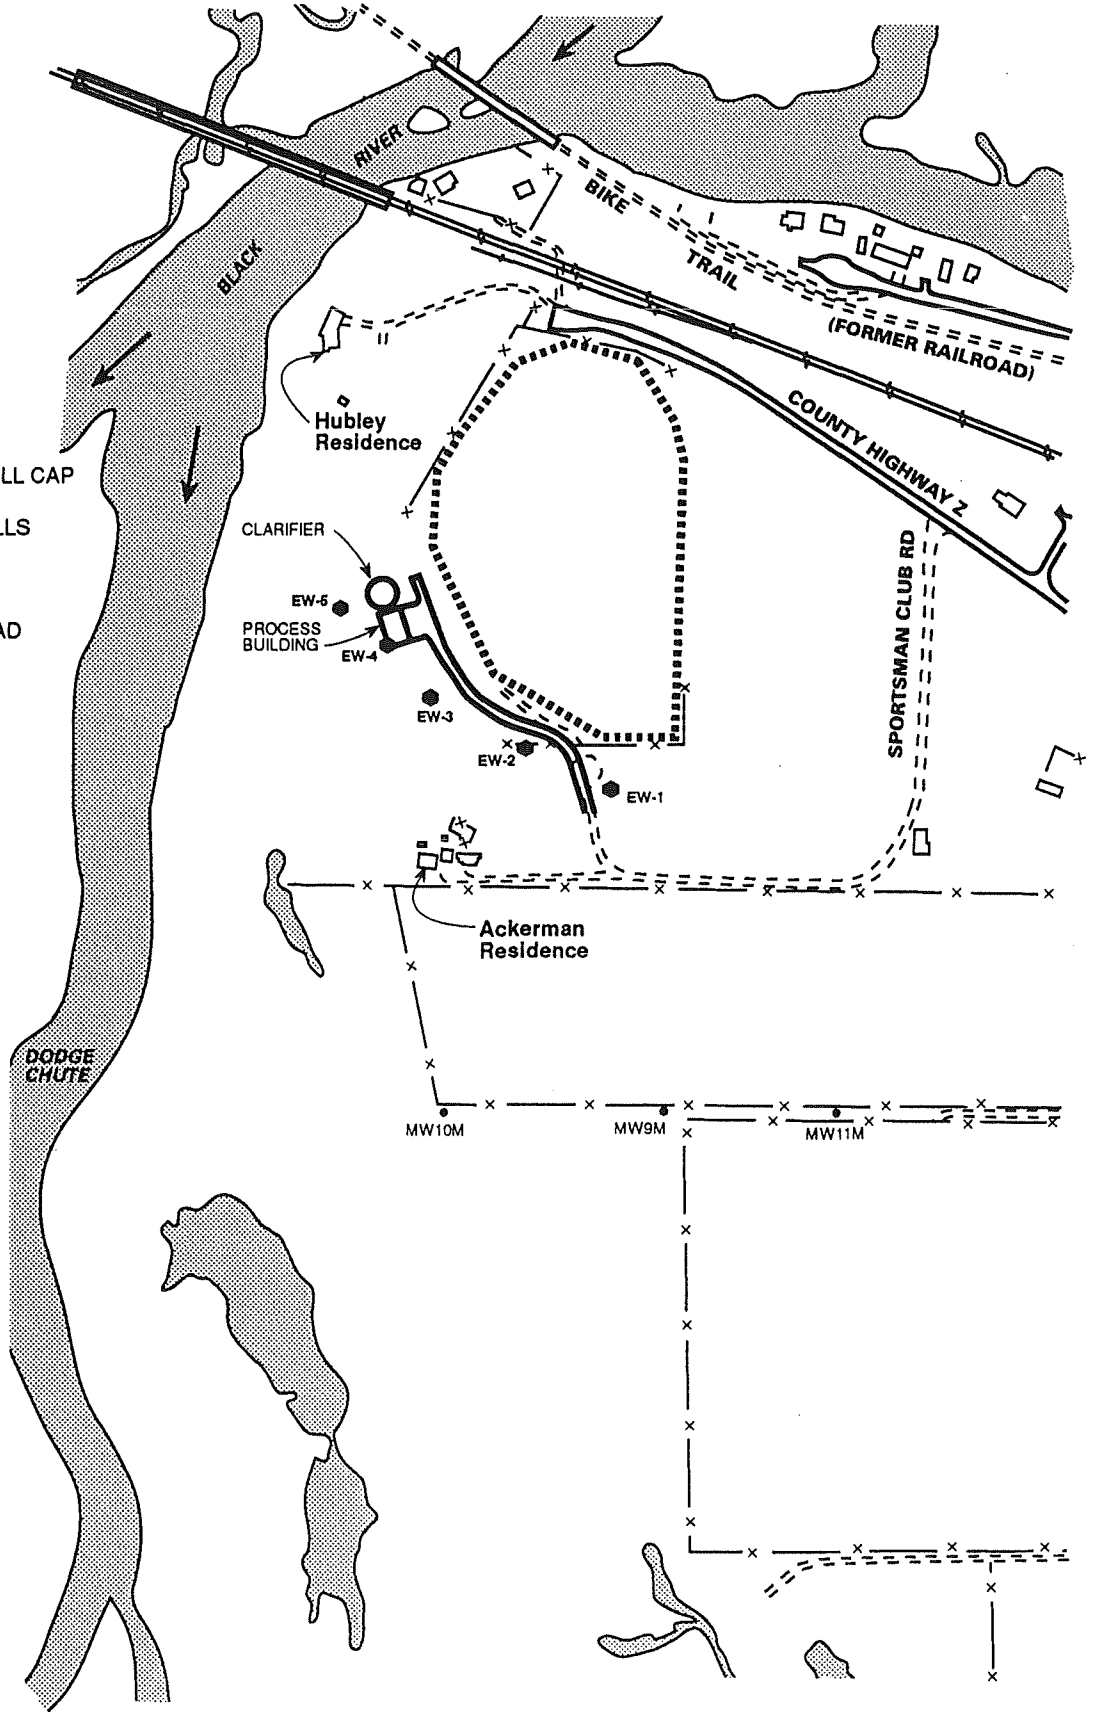 RIVER
BIKE
TRAIL
BLACK
(FORMER RAILROAD)
COUNTY HIGHWAY Z
Hubley
Residence
LL CAP
LLS
CLARIFIER
SPORTSMAN CLUB RD
EW-5
AD
PROCESS
BUILDING
EW-4
EW-3
EW-2
EW-1
Ackerman
Residence
DODGE
CHUTE
MW10M
MW9M
MW11M